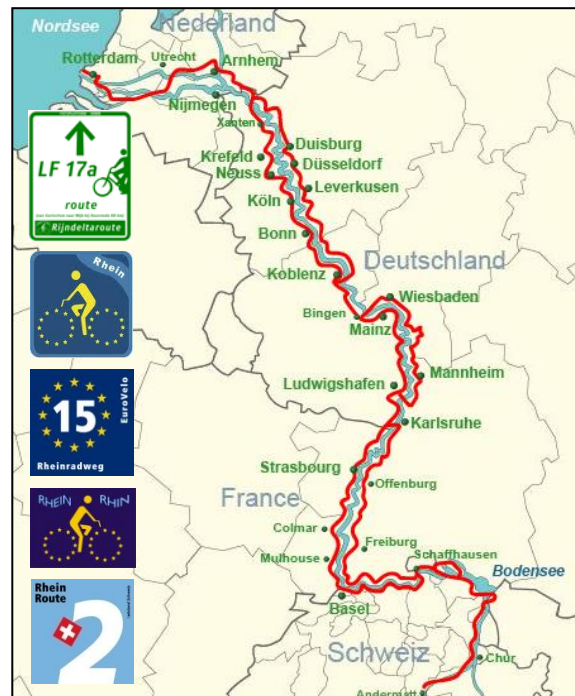 Nordsee
Nederland
Rotterdam
Utrecht
Arnhem
Nijmegen
Xanten
LF 17a
route
Rijndeltaroute
Krefeld
Duisburg
Düsseldorf
Neuss
Leverkusen
Köln
Bonn
Deutschland
Koblenz
Rhein
Wiesbaden
Bingen
Mainz
Mannheim
Ludwigshafen
15
EuroVelo
Rheinradweg
Karlsruhe
Strasbourg
Offenburg
France
RHEIN RHIN
Colmar
Freiburg
Mulhouse
Schaffhausen
Bodensee
Basel
Rhein
Route
2
Schweiz
Chur
Andermatt